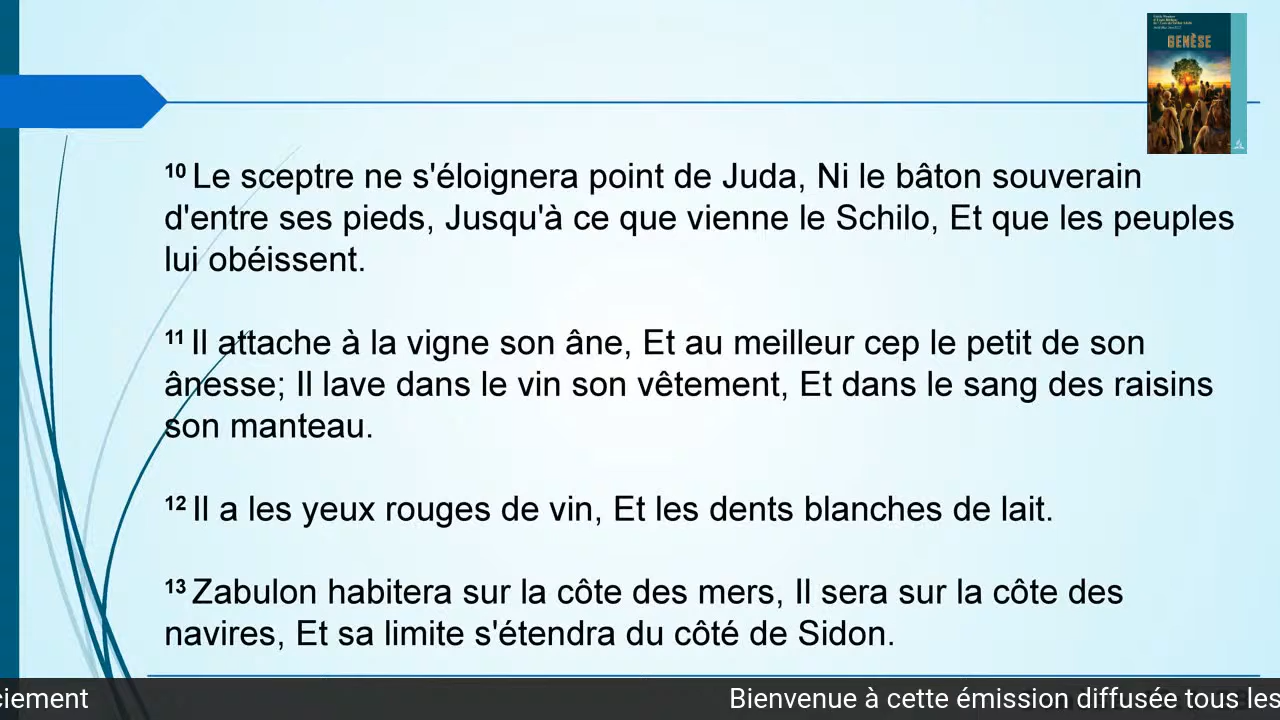 GENÈSE
¹⁰ Le sceptre ne s'éloignera point de Juda, Ni le bâton souverain
d'entre ses pieds, Jusqu'à ce que vienne le Schilo, Et que les peuples
lui obéissent.
¹¹ Il attache à la vigne son âne, Et au meilleur cep le petit de son
ânesse; Il lave dans le vin son vêtement, Et dans le sang des raisins
son manteau.
¹² Il a les yeux rouges de vin, Et les dents blanches de lait.
¹³ Zabulon habitera sur la côte des mers, Il sera sur la côte des
navires, Et sa limite s'étendra du côté de Sidon.
ciement Bienvenue à cette émission diffusée tous les